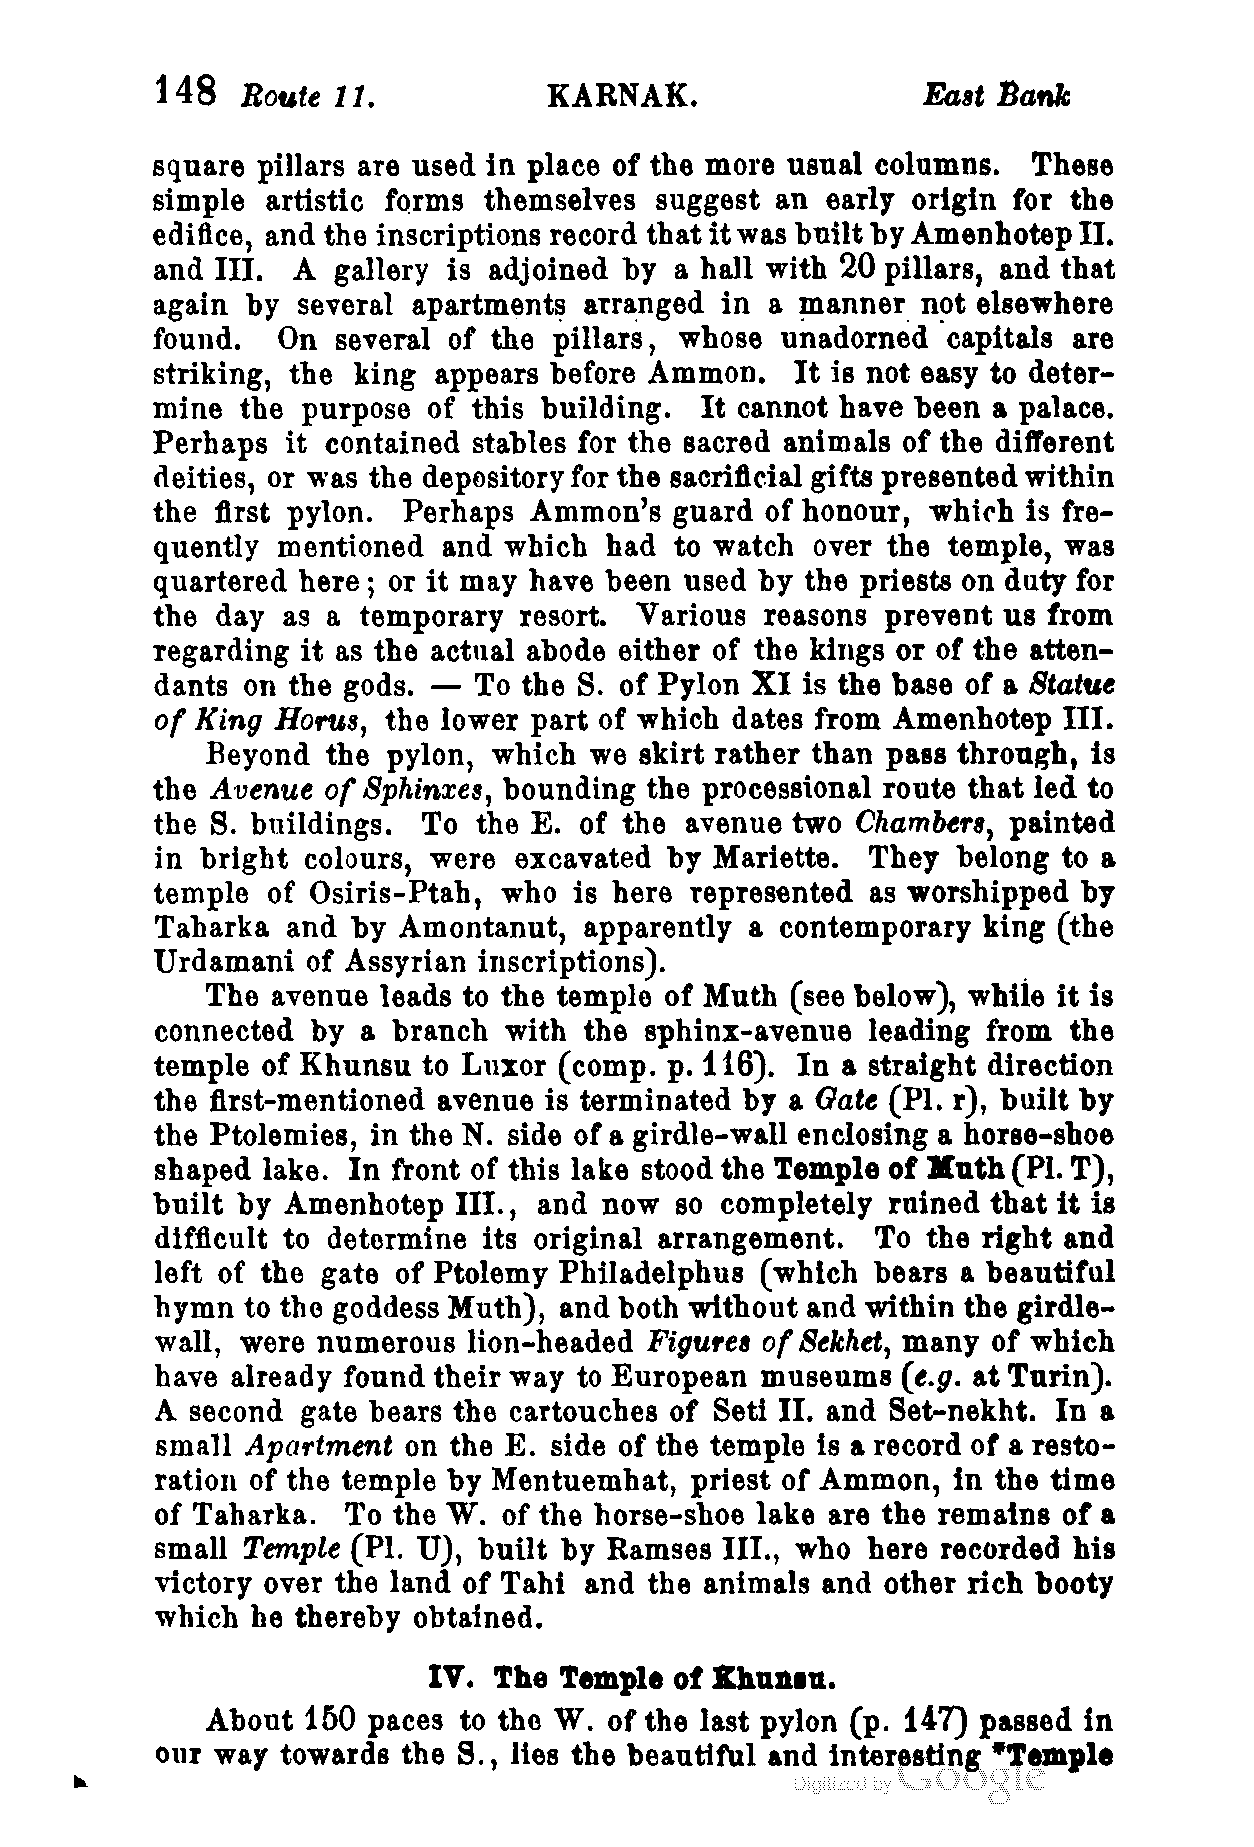 148 Route 11. KARNAK. East Bank
square pillars are used in place of the more usual columns. These
simple artistic forms themselves suggest an early origin for the
edifice, and the inscriptions record that it was built by Amenhotep II.
and III. A gallery is adjoined by a hall with 20 pillars, and that
again by several apartments arranged in a manner not elsewhere
found. On several of the pillars, whose unadorned capitals are
striking, the king appears before Ammon. It is not easy to deter-
mine the purpose of this building. It cannot have been a palace.
Perhaps it contained stables for the sacred animals of the different
deities, or was the depository for the sacrificial gifts presented within
the first pylon. Perhaps Ammon's guard of honour, which is fre-
quently mentioned and which had to watch over the temple, was
quartered here; or it may have been used by the priests on duty for
the day as a temporary resort. Various reasons prevent us from
regarding it as the actual abode either of the kings or of the atten-
dants on the gods. — To the S. of Pylon XI is the base of a Statue
of King Horus, the lower part of which dates from Amenhotep III.
Beyond the pylon, which we skirt rather than pass through, is
the Avenue of Sphinxes, bounding the processional route that led to
the S. buildings. To the E. of the avenue two Chambers, painted
in bright colours, were excavated by Mariette. They belong to a
temple of Osiris-Ptah, who is here represented as worshipped by
Taharka and by Amontanut, apparently a contemporary king (the
Urdamani of Assyrian inscriptions).
The avenue leads to the temple of Muth (see below), while it is
connected by a branch with the sphinx-avenue leading from the
temple of Khunsu to Luxor (comp. p. 116). In a straight direction
the first-mentioned avenue is terminated by a Gate (Pl. r), built by
the Ptolemies, in the N. side of a girdle-wall enclosing a horse-shoe
shaped lake. In front of this lake stood the Temple of Muth (Pl. T),
built by Amenhotep III., and now so completely ruined that it is
difficult to determine its original arrangement. To the right and
left of the gate of Ptolemy Philadelphus (which bears a beautiful
hymn to the goddess Muth), and both without and within the girdle-
wall, were numerous lion-headed Figures of Sekhet, many of which
have already found their way to European museums (e.g. at Turin).
A second gate bears the cartouches of Seti II. and Set-nekht. In a
small Apartment on the E. side of the temple is a record of a resto-
ration of the temple by Mentuemhat, priest of Ammon, in the time
of Taharka. To the W. of the horse-shoe lake are the remains of a
small Temple (Pl. U), built by Ramses III., who here recorded his
victory over the land of Tahi and the animals and other rich booty
which he thereby obtained.
IV. The Temple of Khunsu.
About 150 paces to the W. of the last pylon (p. 147) passed in
our way towards the S., lies the beautiful and interesting *Temple
Digitized by Google